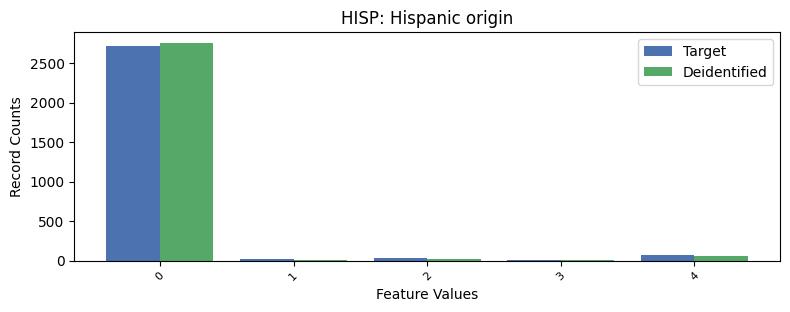 HISP: Hispanic origin
Target
Deidentified
Record Counts
2500
2000
1500
1000
500
0
0 1 2 3 4
Feature Values